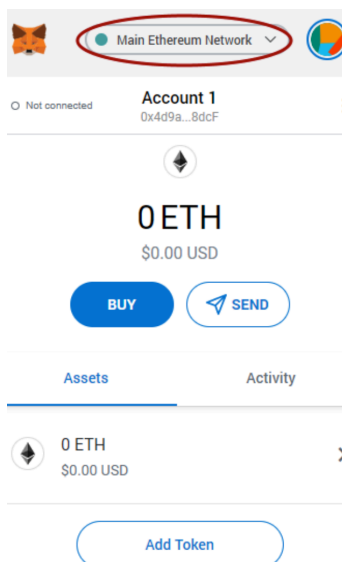 Main Ethereum Network
Not connected
Account 1
0x4d9a...8dcF
0 ETH
$0.00 USD
BUY
SEND
Assets
Activity
0 ETH
$0.00 USD
Add Token